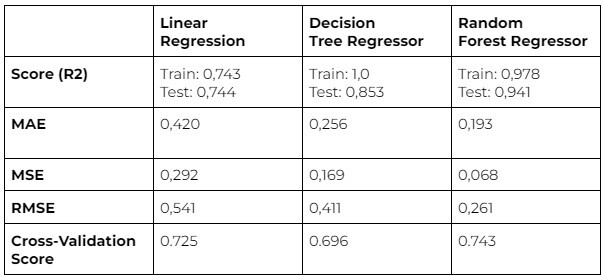 Linear
Regression
Decision
Tree Regressor
Random
Forest Regressor
Score (R2)
Train: 0,743
Test: 0,744
Train: 1,0
Test: 0,853
Train: 0,978
Test: 0,941
MAE
0,420
0,256
0,193
MSE
0,292
0,169
0,068
RMSE
0,541
0,411
0,261
Cross-Validation
Score
0.725
0.696
0.743